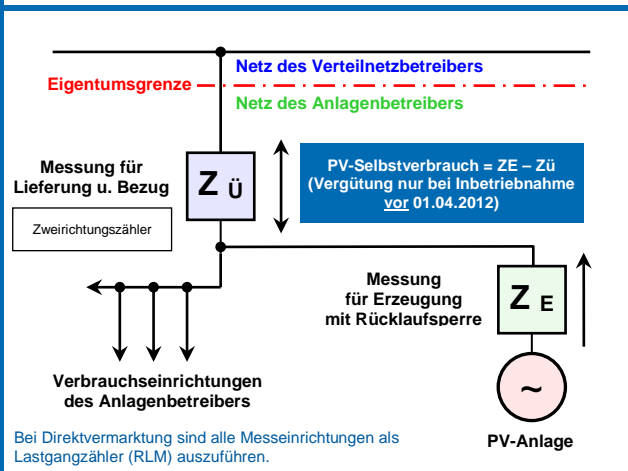 Netz des Verteilnetzbetreibers
Eigentumsgrenze
Netz des Anlagenbetreibers
Messung für
Lieferung u. Bezug
Z Ü
PV-Selbstverbrauch = ZE – Zü
(Vergütung nur bei Inbetriebnahme
vor 01.04.2012)
Zweirichtungszähler
Messung
für Erzeugung
mit Rücklaufsperre
Z E
~
Verbrauchseinrichtungen
des Anlagenbetreibers
PV-Anlage
Bei Direktvermarktung sind alle Messeinrichtungen als
Lastgangzähler (RLM) auszuführen.